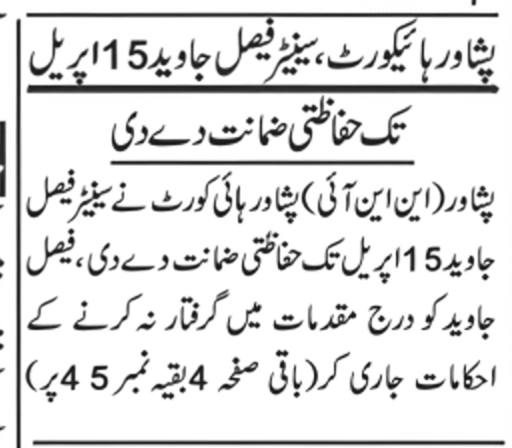 پشاور ہائیکورٹ، سینیٹر فیصل جاوید 15 اپریل
تک حفاظتی ضمانت دے دی
پشاور (این این آئی) پشاور ہائی کورٹ نے سینیٹر فیصل
جاوید 15 اپریل تک حفاظتی ضمانت دے دی، فیصل
جاوید کو درج مقدمات میں گرفتار نہ کرنے کے
احکامات جاری کر (باقی صفحہ 4 بقیہ نمبر 45 پر)